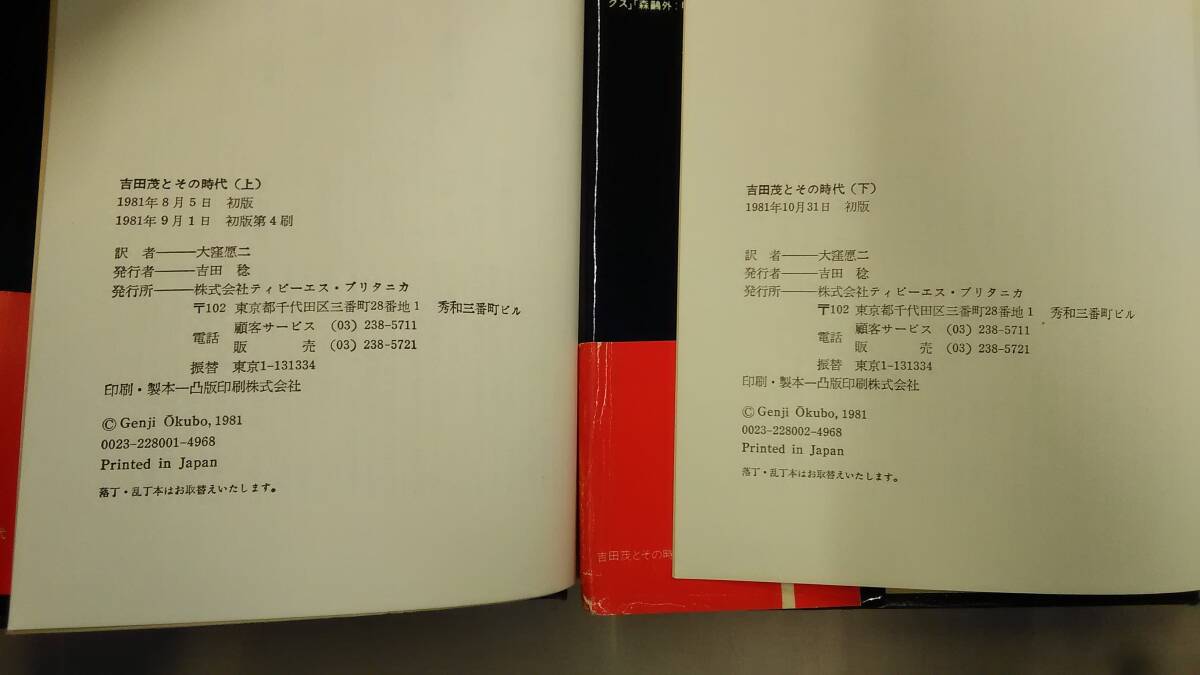 吉田茂とその時代(上)
1981年8月5日 初版
1981年9月1日 初版第4刷
訳 者――大窪愿二
発行者――吉田 稔
発行所――株式会社ティビーエス・ブリタニカ
〒102 東京都千代田区三番町28番地1 秀和三番町ビル
電話 顧客サービス (03) 238-5711
販 売 (03) 238-5721
振替 東京1-131334
印刷・製本―凸版印刷株式会社
© Genji Ōkubo, 1981
0023-228001-4968
Printed in Japan
落丁・乱丁本はお取替えいたします。
クス」「森鷗外:
吉田茂とその時
吉田茂とその時代(下)
1981年10月31日 初版
訳 者――大窪愿二
発行者――吉田 稔
発行所――株式会社ティビーエス・ブリタニカ
〒102 東京都千代田区三番町28番地1 秀和三番町ビル
電話 顧客サービス (03) 238-5711
販 売 (03) 238-5721
振替 東京1-131334
印刷・製本―凸版印刷株式会社
© Genji Ōkubo, 1981
0023-228002-4968
Printed in Japan
落丁・乱丁本はお取替えいたします。